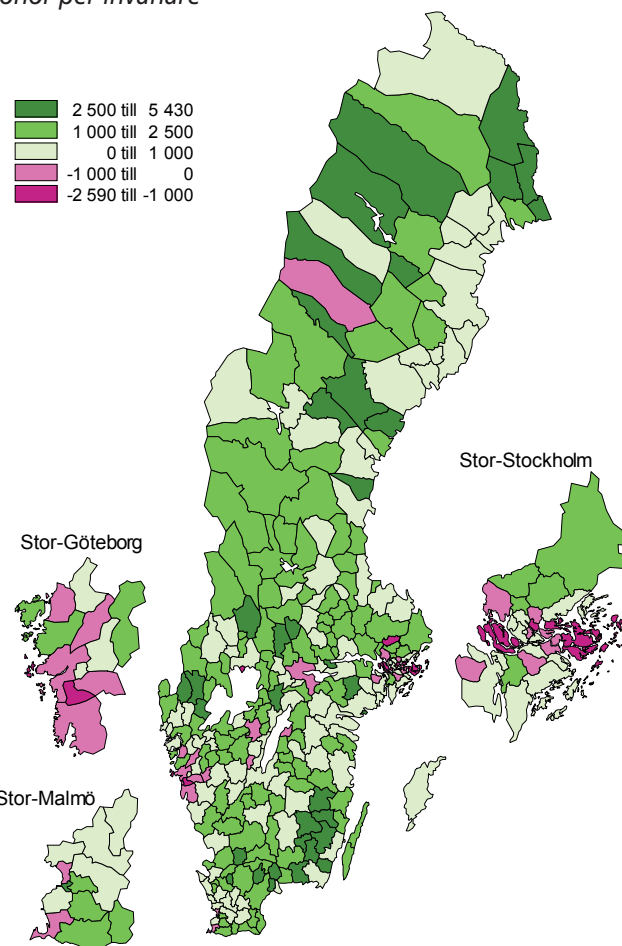 per invånare
2 500 till 5 430
1 000 till 2 500
0 till 1 000
-1 000 till 0
-2 590 till -1 000
Stor-Stockholm
Stor-Göteborg
Stor-Malmö